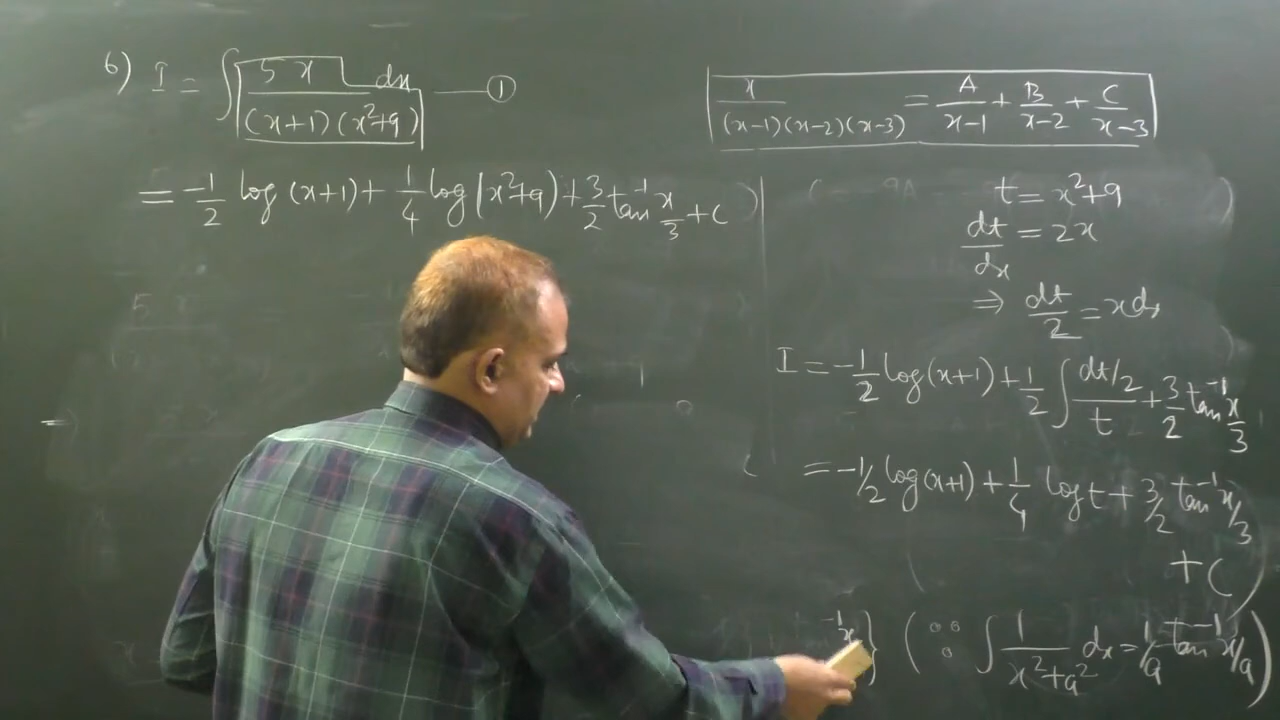 6) I = ∫ 5x dx / (x+1)(x²+9) —— ①
= -1/2 log (x+1) + 1/4 log (x²+9) + 3/2 tan⁻¹ x/3 + C
x / (x-1)(x-2)(x-3) = A/x-1 + B/x-2 + C/x-3
t = x²+9
dt/dx = 2x
⇒ dt/2 = x dx
I = -1/2 log(x+1) + 1/2 ∫ dt/2 / t + 3/2 tan⁻¹ x/3
= -1/2 log(x+1) + 1/4 log t + 3/2 tan⁻¹ x/3
+ C
⁻¹ x } ( ∵ ∫ 1/x²+a² dx = 1/a tan⁻¹ x/a )